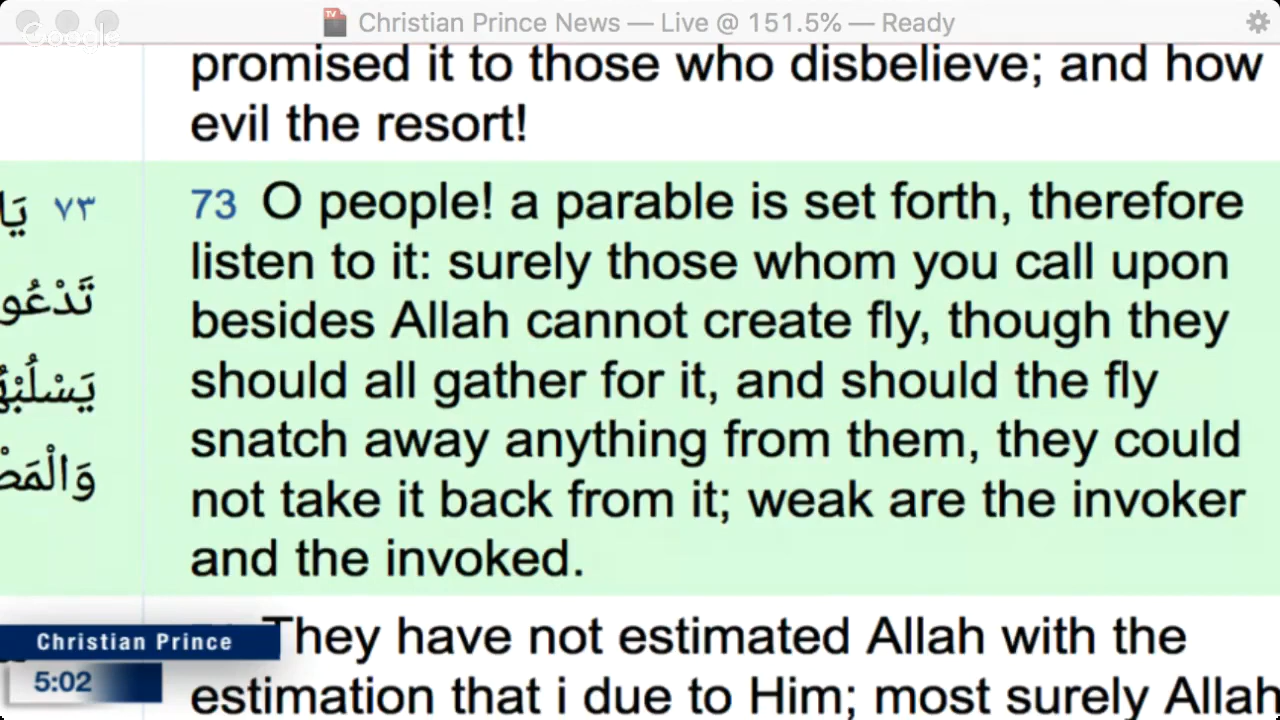 Christian Prince News — Live @ 151.5% — Ready
Google
promised it to those who disbelieve; and how
evil the resort!
٧٣ يَا
73 O people! a parable is set forth, therefore
listen to it: surely those whom you call upon
تَدْعُو
besides Allah cannot create fly, though they
should all gather for it, and should the fly
snatch away anything from them, they could
not take it back from it; weak are the invoker
and the invoked.
They have not estimated Allah with the
Christian Prince
5:02
estimation that i due to Him; most surely Allah